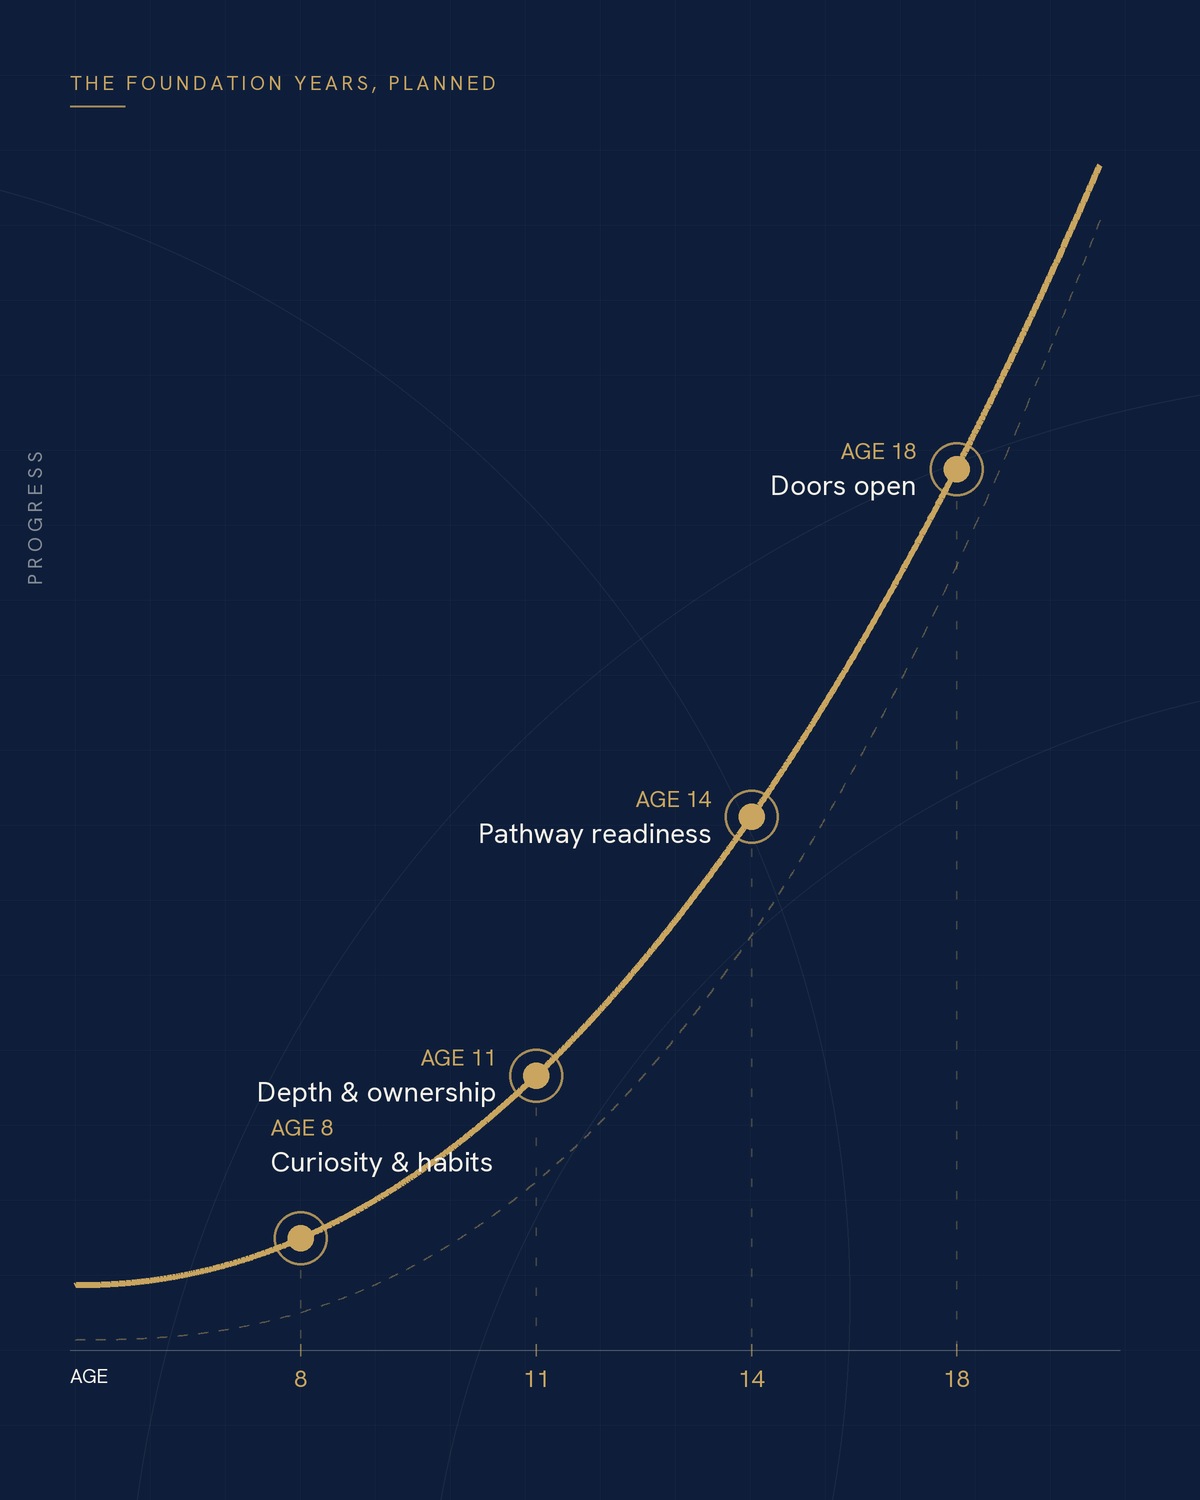 THE FOUNDATION YEARS, PLANNED
PROGRESS
AGE 18
Doors open
AGE 14
Pathway readiness
AGE 11
Depth & ownership
AGE 8
Curiosity & habits
AGE
8
11
14
18